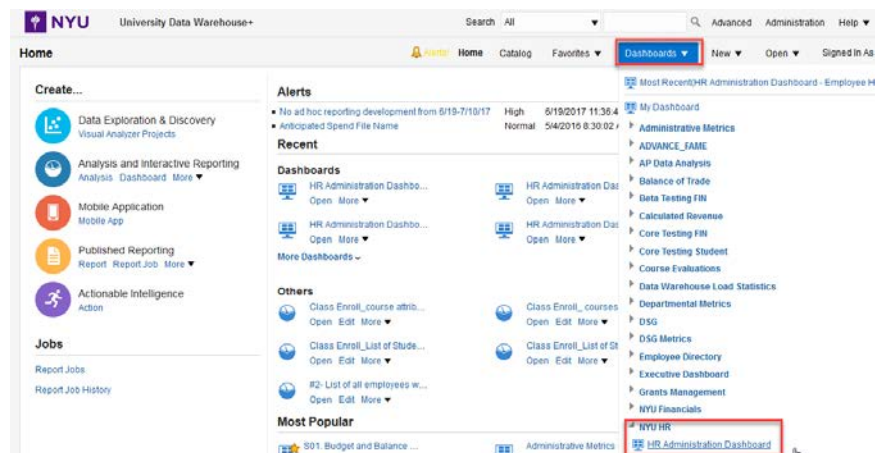 NYU University Data Warehouse+ Search All Advanced Administration Help
Home Alerts! Home Catalog Favorites Dashboards New Open Signed In As
Create...
Data Exploration & Discovery
Visual Analyzer Projects
Analysis and Interactive Reporting
Analysis Dashboard More
Mobile Application
Mobile App
Published Reporting
Report Report Job More
Actionable Intelligence
Action
Jobs
Report Jobs
Report Job History
Alerts
No ad hoc reporting development from 6/19-7/10/17 High 6/19/2017 11:36:4
Anticipated Spend File Name Normal 5/4/2016 8:30:02
Recent
Dashboards
HR Administration Dashbo... HR Administration Das
Open More Open More
HR Administration Dashbo... HR Administration Das
Open More Open More
More Dashboards
Others
Class Enroll_course attrib... Class Enroll_ courses
Open Edit More Open Edit More
Class Enroll_List of Stude... Class Enroll_List of St
Open Edit More Open Edit More
#2- List of all employees w...
Open Edit More
Most Popular
S01. Budget and Balance ... Administrative Metrics
Most Recent(HR Administration Dashboard - Employee H
My Dashboard
Administrative Metrics
ADVANCE_FAME
AP Data Analysis
Balance of Trade
Beta Testing FIN
Calculated Revenue
Core Testing FIN
Core Testing Student
Course Evaluations
Data Warehouse Load Statistics
Departmental Metrics
DSG
DSG Metrics
Employee Directory
Executive Dashboard
Grants Management
NYU Financials
NYU HR
HR Administration Dashboard